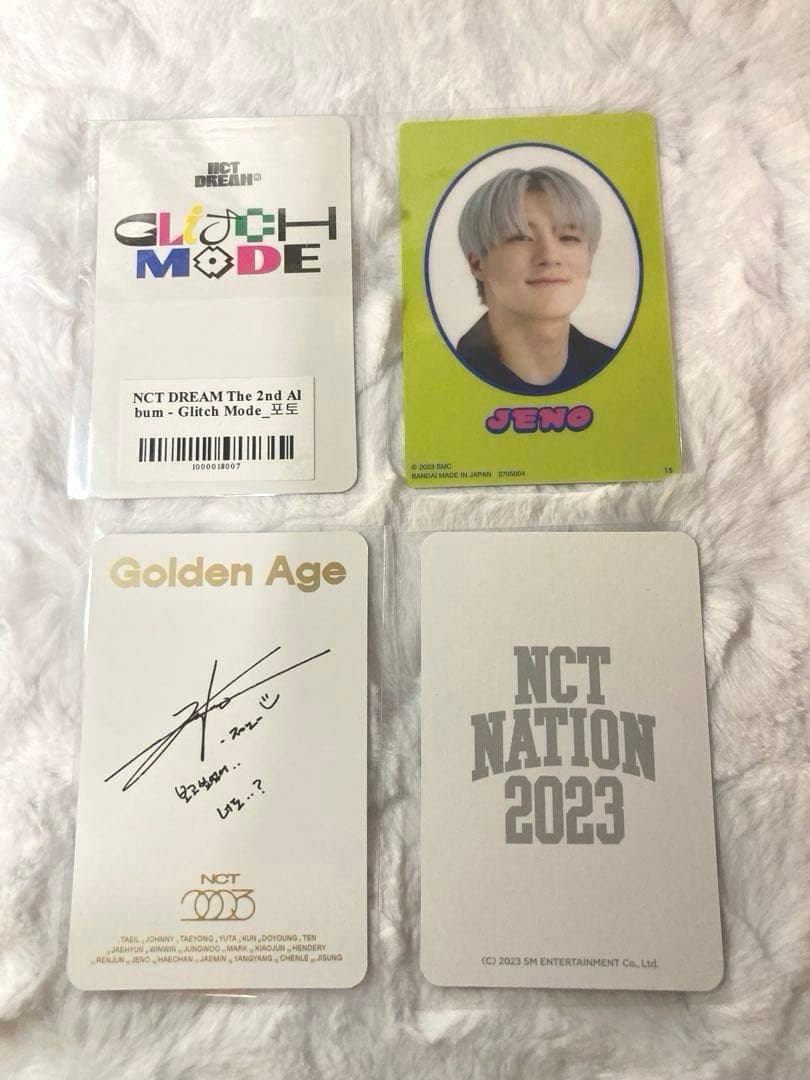 NCT
DREAM
GLitCH
MODE
NCT DREAM The 2nd Al
bum - Glitch Mode_포토
1000018007
JENO
© 2023 SMC
BANDAI MADE IN JAPAN 2705004
15
Golden Age
-제노-
보고싶었어..
너도..?
NCT
2023
TAEIL JOHNNY TAEYONG YUTA KUN DOYOUNG TEN
JAEHYUN WINWIN JUNGWOO MARK XIAOJUN HENDERY
RENJUN JENO HAECHAN JAEMIN YANGYANG CHENLE JISUNG
NCT
NATION
2023
(C) 2023 SM ENTERTAINMENT Co., Ltd.